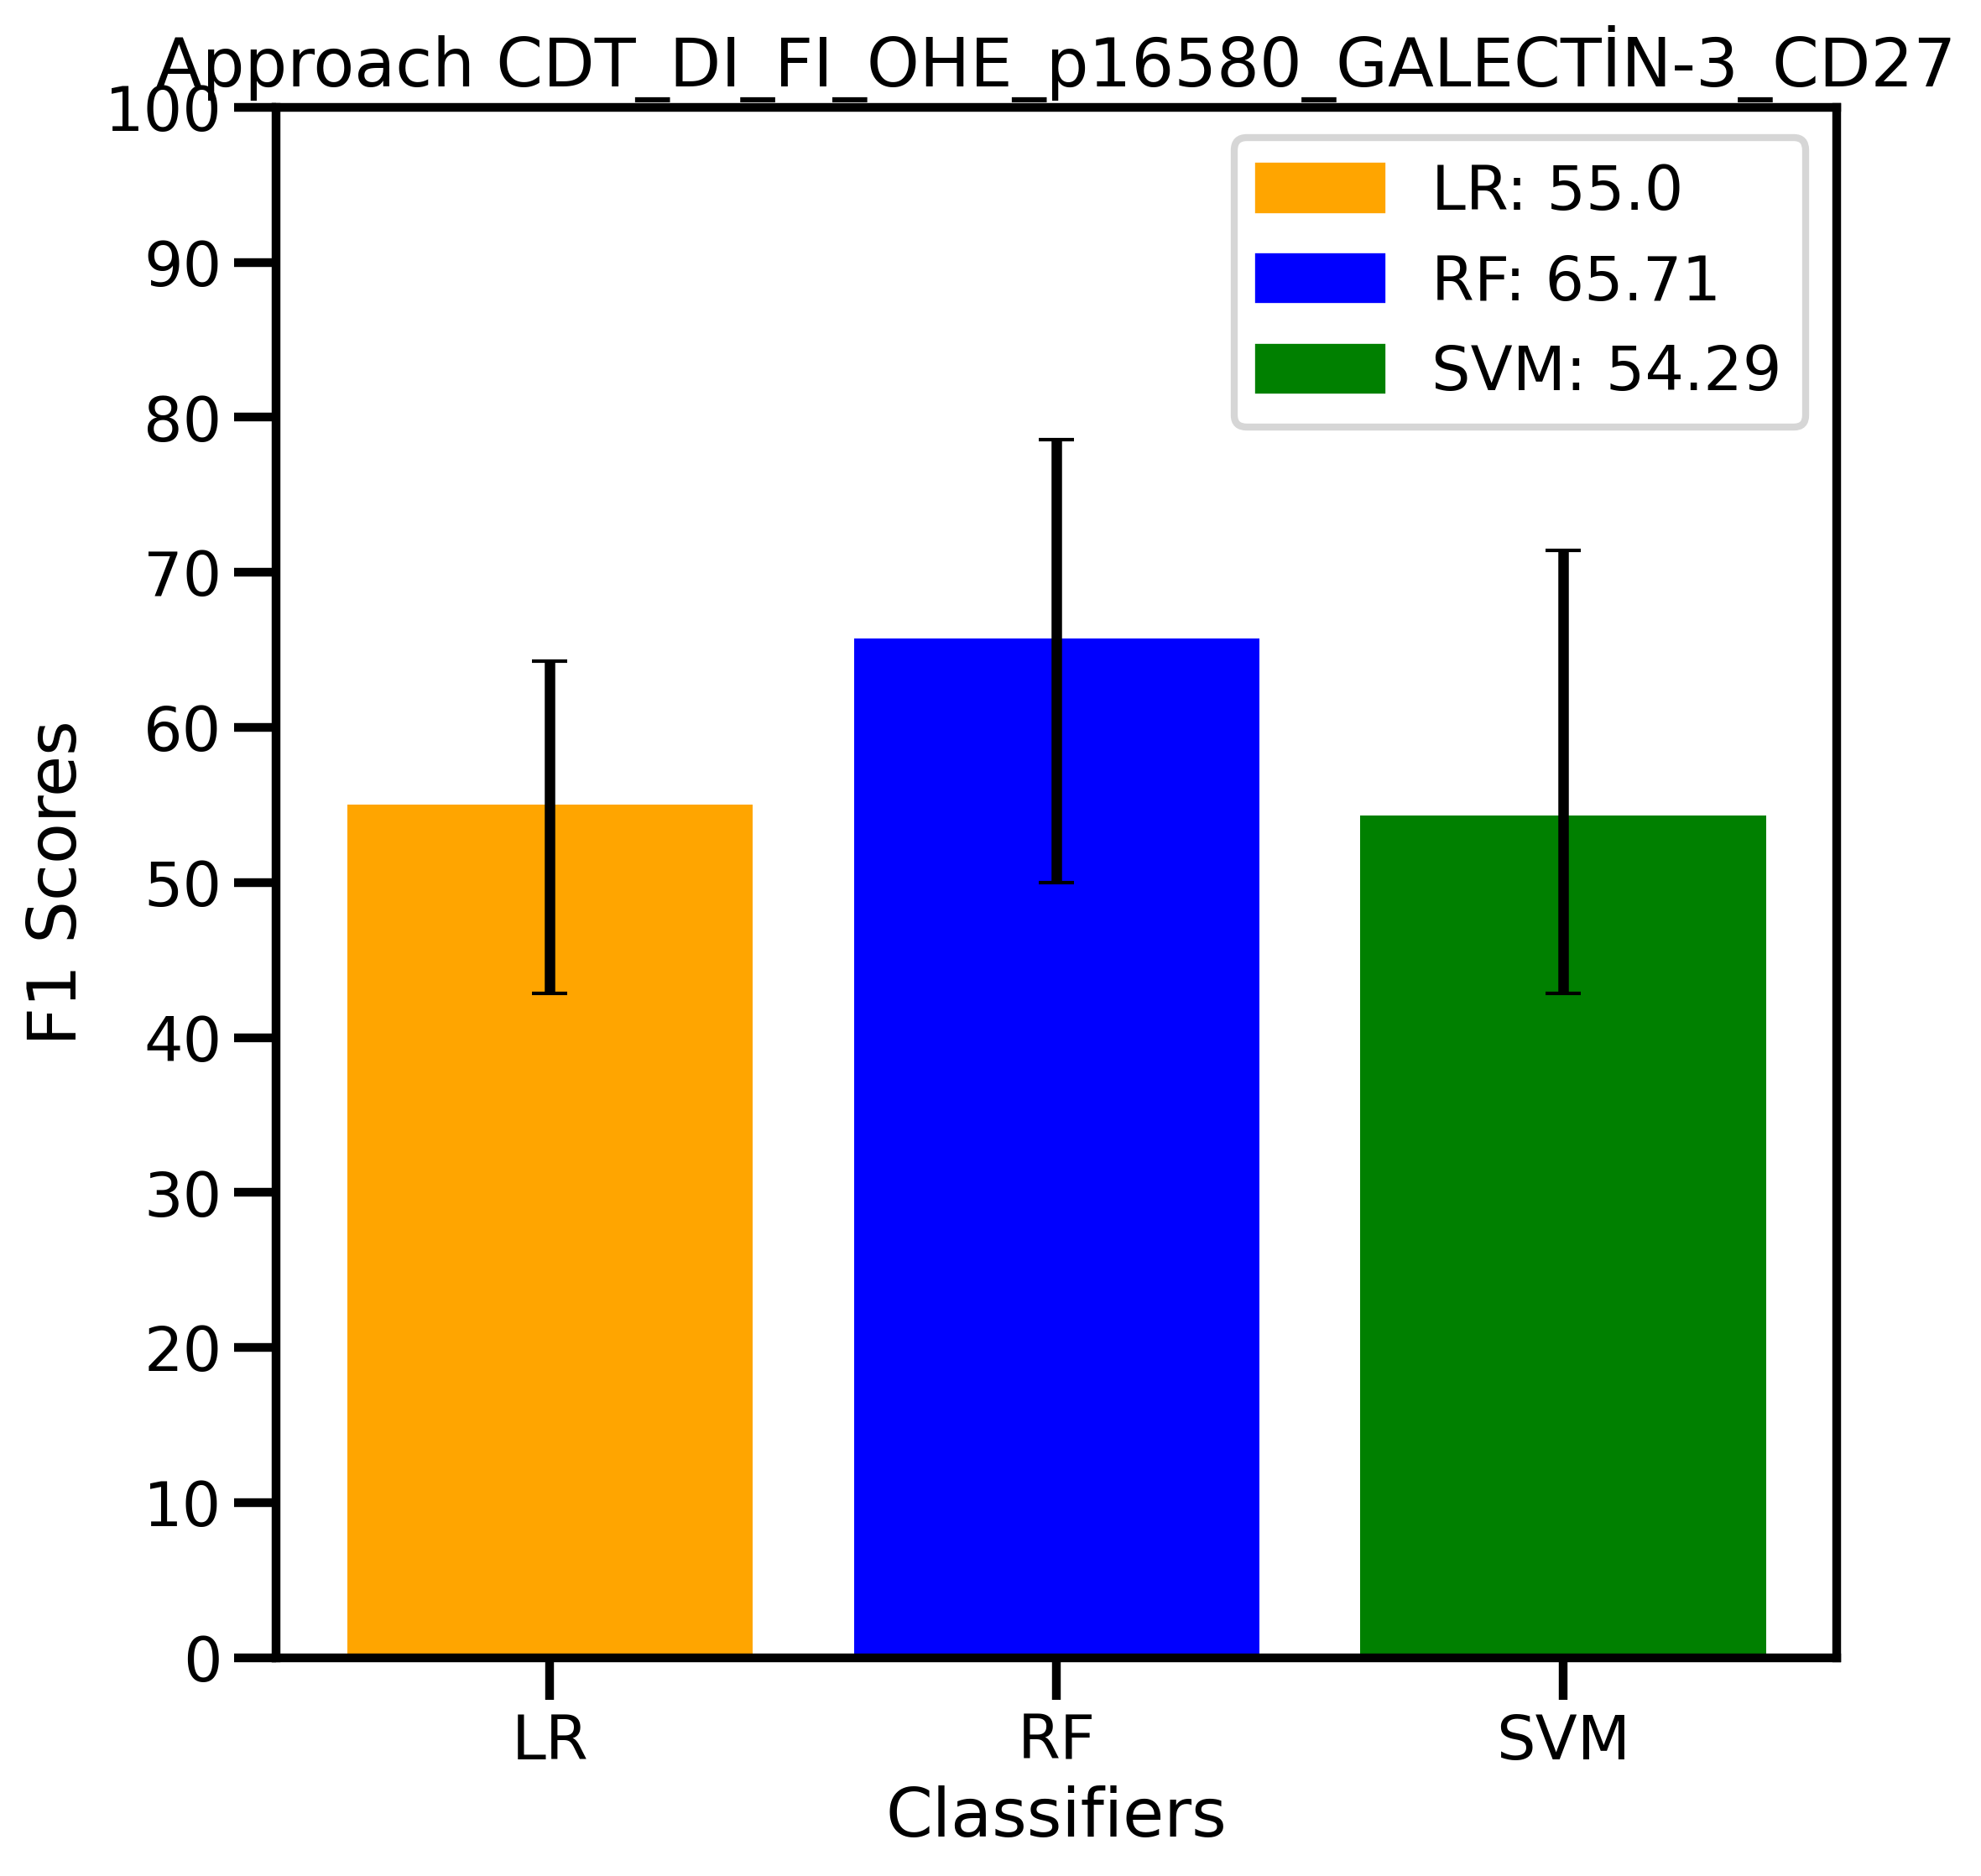 Approach CDT_DI_FI_OHE_p16580_GALECTİN-3_CD27
100
90
80
70
60
50
40
30
20
10
0
F1 Scores
LR: 55.0
RF: 65.71
SVM: 54.29
LR
RF
SVM
Classifiers